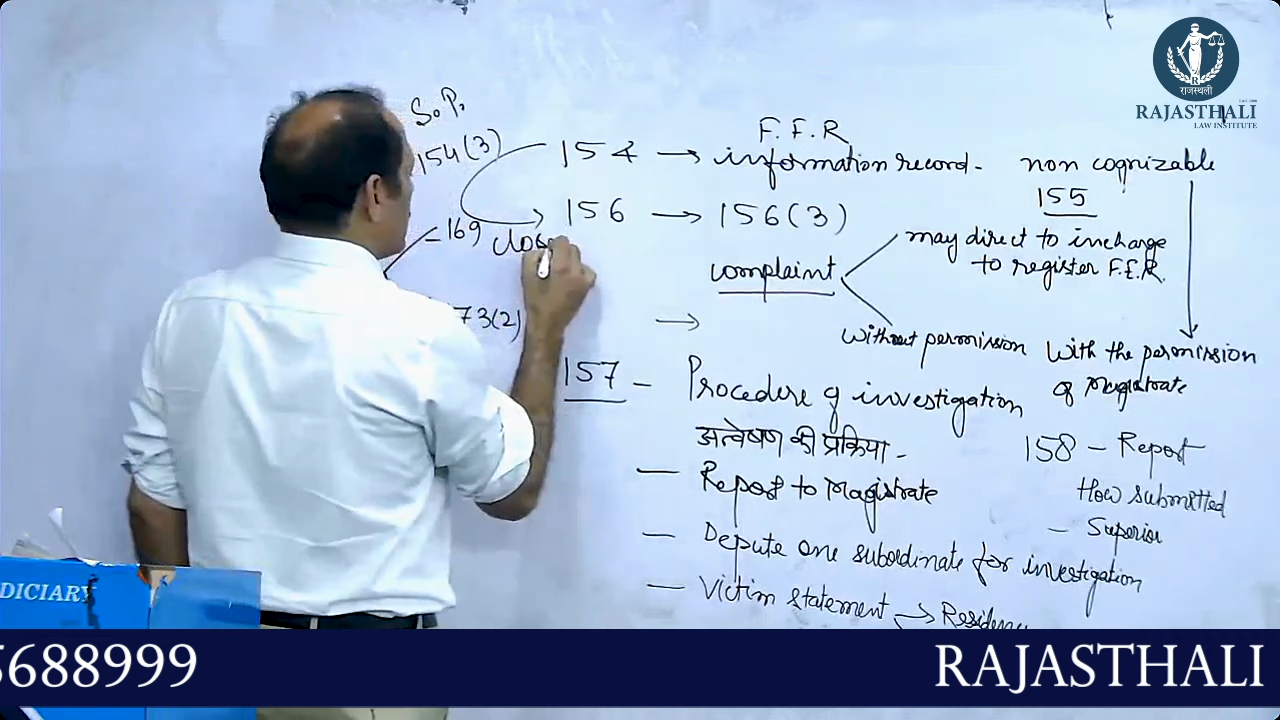 S.P.
154(3)
154 → F.I.R
information record-
non cognizable
155
156 → 156(3)
- 169 clos
complaint
may direct to incharge
to register F.I.R.
73(2)
→
without permission
With the permission
of Magistrate
157 - Procedure of investigation
अन्वेषण की प्रक्रिया -
158 - Report
How submitted
- Superior
— Report to Magistrate
— Depute one subordinate for investigation
— Victim statement →
राजस्थली
RAJASTHALI
LAW INSTITUTE
DICIARY
5688999
RAJASTHALI